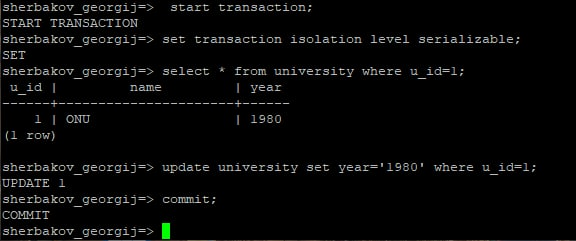 sherbakov_georgij=>  start transaction;
START TRANSACTION
sherbakov_georgij=> set transaction isolation level serializable;
SET
sherbakov_georgij=> select * from university where u_id=1;
 u_id |          name          | year
------+------------------------+------
    1 | ONU                    | 1980
(1 row)

sherbakov_georgij=> update university set year='1980' where u_id=1;
UPDATE 1
sherbakov_georgij=> commit;
COMMIT
sherbakov_georgij=>